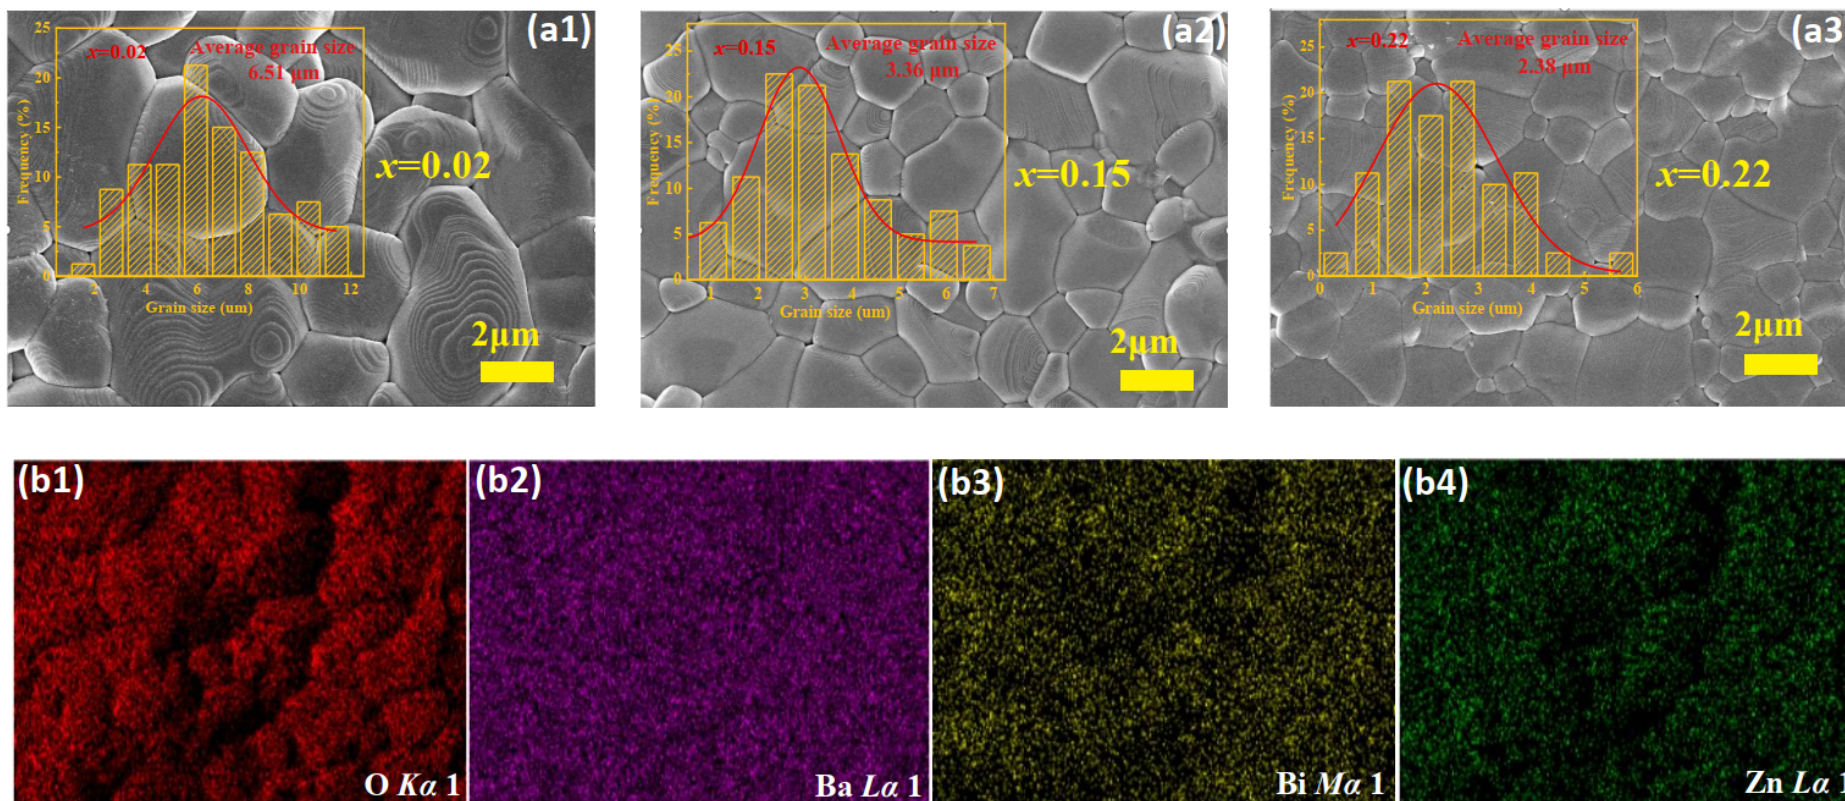 (a1)
x=0.02
Average grain size
6.51 μm
x=0.02
Frequency (%)
25
20
15
10
5
0
2
4
6
8
10
12
Grain size (um)
2μm
(a2)
x=0.15
Average grain size
3.36 μm
x=0.15
Frequency (%)
25
20
15
10
5
0
1
2
3
4
5
6
7
Grain size (um)
2μm
(a3
x=0.22
Average grain size
2.38 μm
x=0.22
Frequency (%)
25
20
15
10
5
0
0
1
2
3
4
5
6
Grain size (um)
2μm
(b1)
O Kα 1
(b2)
Ba Lα 1
(b3)
Bi Mα 1
(b4)
Zn Lα 1